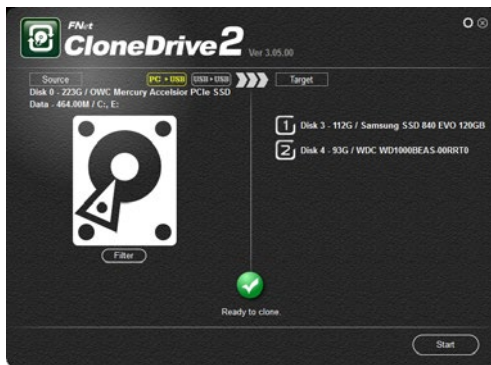 FNet
CloneDrive2 Ver 3.05.00
Source
PC ▸ USB
USB ▸ USB
Target
Disk 0 - 223G / OWC Mercury Accelsior PCIe SSD
Data - 464.00M / C:, E:
1 Disk 3 - 112G / Samsung SSD 840 EVO 120GB
2 Disk 4 - 93G / WDC WD1000BEAS-00RRT0
Filter
Ready to clone.
Start